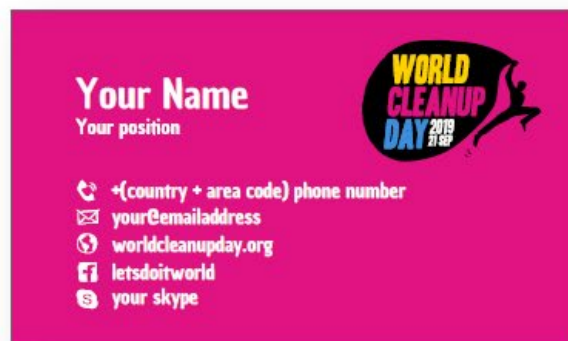 Your Name
Your position
WORLD
CLEANUP
DAY 2019
21 SEP
+(country + area code) phone number
your@emailaddress
worldcleanupday.org
letsdoitworld
your skype